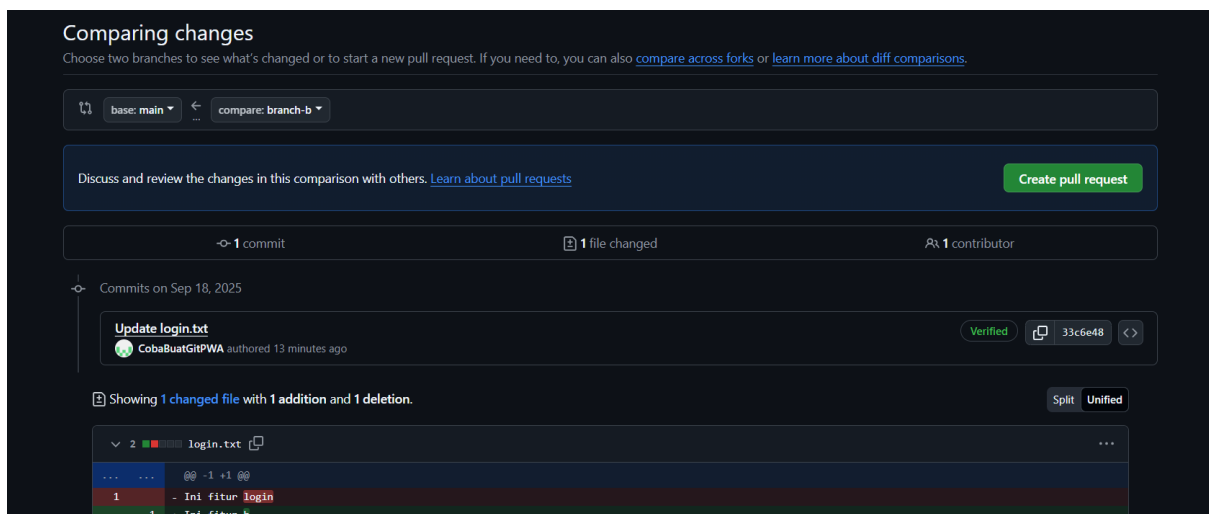 Comparing changes
Choose two branches to see what's changed or to start a new pull request. If you need to, you can also compare across forks or learn more about diff comparisons.
base: main ← compare: branch-b
...
Discuss and review the changes in this comparison with others. Learn about pull requests Create pull request
1 commit 1 file changed 1 contributor
Commits on Sep 18, 2025
Update login.txt Verified 33c6e48 <>
CobaBuatGitPWA authored 13 minutes ago
Showing 1 changed file with 1 addition and 1 deletion. Split Unified
2 login.txt ...
... ... @@ -1 +1 @@
1 - Ini fitur login
1 + Ini fitur b